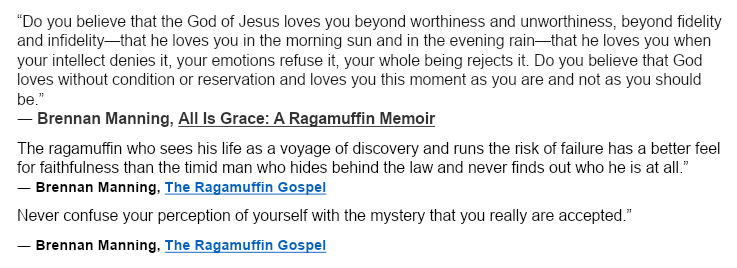 “Do you believe that the God of Jesus loves you beyond worthiness and unworthiness, beyond fidelity
and infidelity—that he loves you in the morning sun and in the evening rain—that he loves you when
your intellect denies it, your emotions refuse it, your whole being rejects it. Do you believe that God
loves without condition or reservation and loves you this moment as you are and not as you should
be.”
― Brennan Manning, All Is Grace: A Ragamuffin Memoir
The ragamuffin who sees his life as a voyage of discovery and runs the risk of failure has a better feel
for faithfulness than the timid man who hides behind the law and never finds out who he is at all.”
― Brennan Manning, The Ragamuffin Gospel
Never confuse your perception of yourself with the mystery that you really are accepted.”
― Brennan Manning, The Ragamuffin Gospel